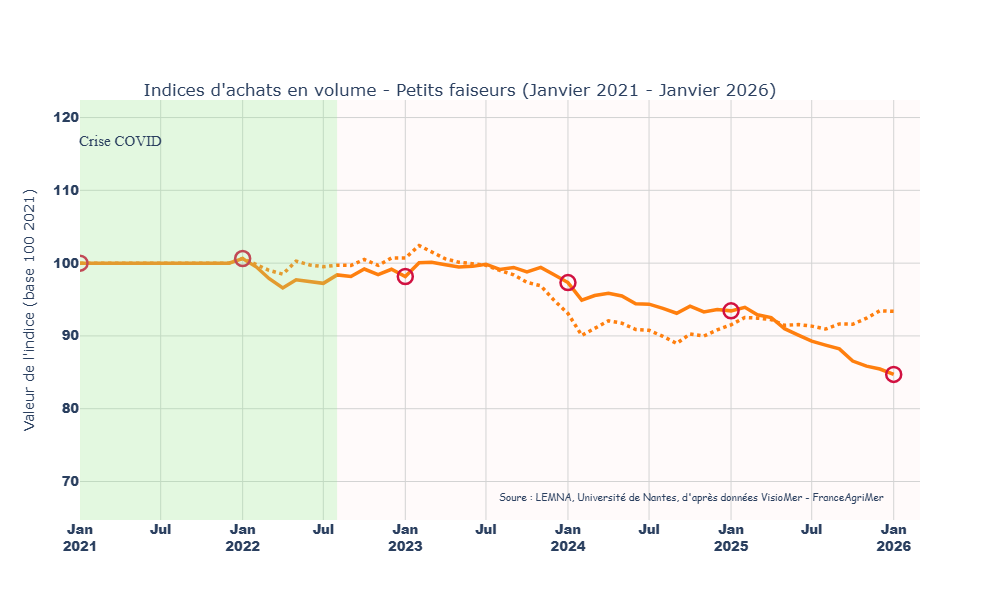 Indices d'achats en volume - Petits faiseurs (Janvier 2021 - Janvier 2026)
Valeur de l'indice (base 100 2021)
120
110
100
90
80
70
Crise COVID
Soure : LEMNA, Université de Nantes, d'après données VisioMer - FranceAgriMer
Jan Jul Jan Jul Jan Jul Jan Jul Jan Jul Jan
2021 2022 2023 2024 2025 2026